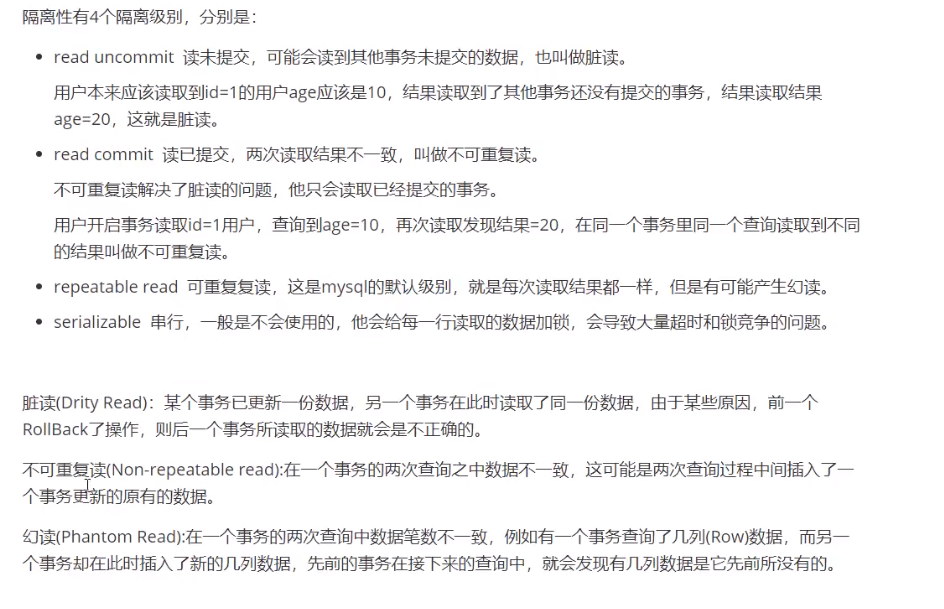 隔离性有4个隔离级别，分别是：
read uncommit 读未提交，可能会读到其他事务未提交的数据，也叫做脏读。
用户本来应该读取到id=1的用户age应该是10，结果读取到了其他事务还没有提交的事务，结果读取结果
age=20，这就是脏读。
read commit 读已提交，两次读取结果不一致，叫做不可重复读。
不可重复读解决了脏读的问题，他只会读取已经提交的事务。
用户开启事务读取id=1用户，查询到age=10，再次读取发现结果=20，在同一个事务里同一个查询读取到不同
的结果叫做不可重复读。
repeatable read 可重复复读，这是mysql的默认级别，就是每次读取结果都一样，但是有可能产生幻读。
serializable 串行，一般是不会使用的，他会给每一行读取的数据加锁，会导致大量超时和锁竞争的问题。
脏读(Drity Read)：某个事务已更新一份数据，另一个事务在此时读取了同一份数据，由于某些原因，前一个
RollBack了操作，则后一个事务所读取的数据就会是不正确的。
不可重复读(Non-repeatable read):在一个事务的两次查询之中数据不一致，这可能是两次查询过程中间插入了一
个事务更新的原有的数据。
幻读(Phantom Read):在一个事务的两次查询中数据笔数不一致，例如有一个事务查询了几列(Row)数据，而另一
个事务却在此时插入了新的几列数据，先前的事务在接下来的查询中，就会发现有几列数据是它先前所没有的。